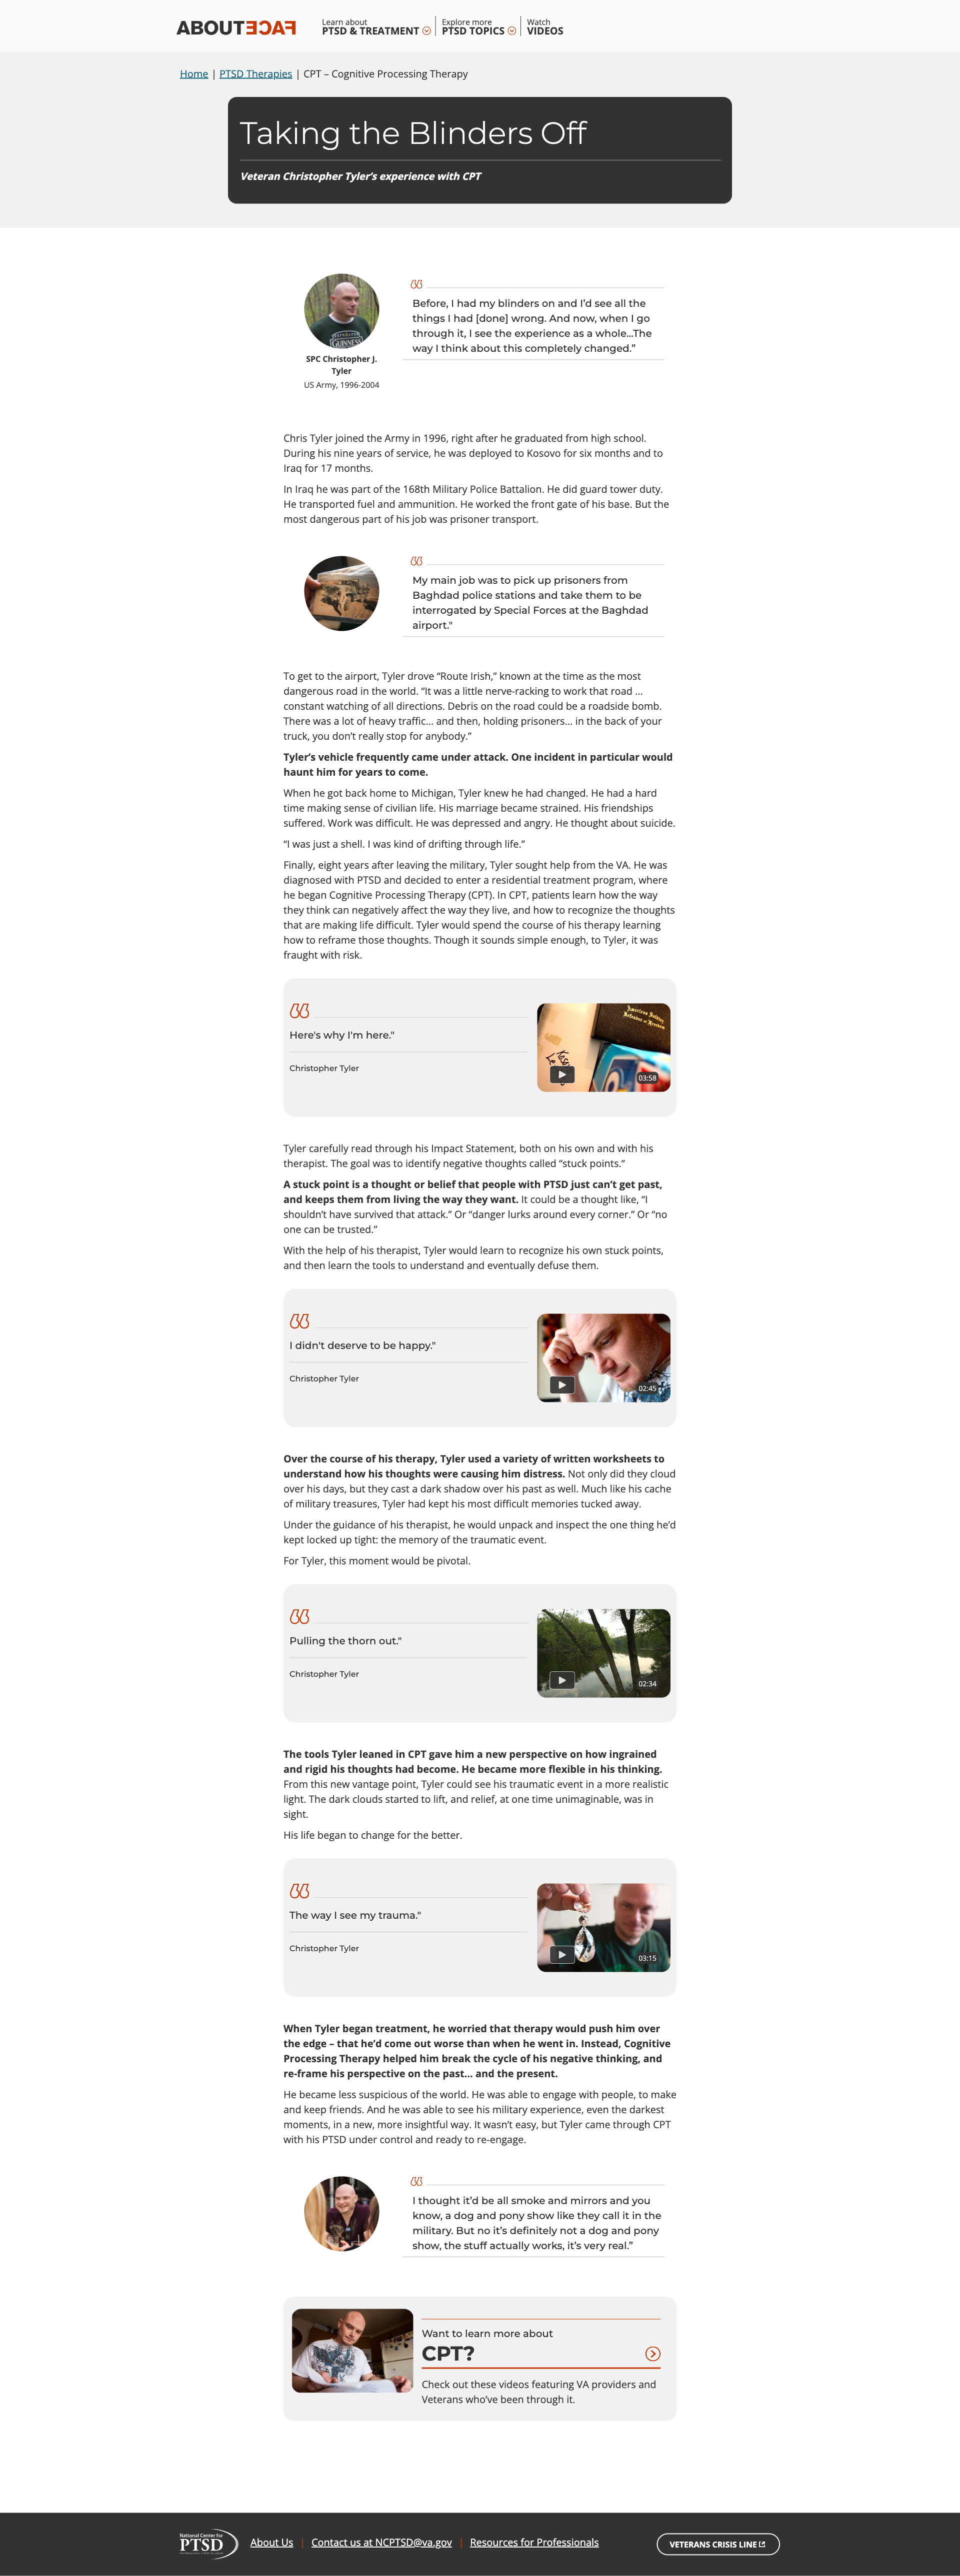 ABOUTFACE
Learn about
PTSD & TREATMENT
Explore more
PTSD TOPICS
Watch
VIDEOS
Home | PTSD Therapies | CPT – Cognitive Processing Therapy
Taking the Blinders Off
Veteran Christopher Tyler’s experience with CPT
Before, I had my blinders on and I’d see all the
things I had [done] wrong. And now, when I go
through it, I see the experience as a whole…The
way I think about this completely changed.”
GUINNESS
SPC Christopher J.
Tyler
US Army, 1996-2004
Chris Tyler joined the Army in 1996, right after he graduated from high school.
During his nine years of service, he was deployed to Kosovo for six months and to
Iraq for 17 months.
In Iraq he was part of the 168th Military Police Battalion. He did guard tower duty.
He transported fuel and ammunition. He worked the front gate of his base. But the
most dangerous part of his job was prisoner transport.
My main job was to pick up prisoners from
Baghdad police stations and take them to be
interrogated by Special Forces at the Baghdad
airport."
To get to the airport, Tyler drove “Route Irish,” known at the time as the most
dangerous road in the world. “It was a little nerve-racking to work that road …
constant watching of all directions. Debris on the road could be a roadside bomb.
There was a lot of heavy traffic… and then, holding prisoners… in the back of your
truck, you don’t really stop for anybody.”
Tyler’s vehicle frequently came under attack. One incident in particular would
haunt him for years to come.
When he got back home to Michigan, Tyler knew he had changed. He had a hard
time making sense of civilian life. His marriage became strained. His friendships
suffered. Work was difficult. He was depressed and angry. He thought about suicide.
“I was just a shell. I was kind of drifting through life.”
Finally, eight years after leaving the military, Tyler sought help from the VA. He was
diagnosed with PTSD and decided to enter a residential treatment program, where
he began Cognitive Processing Therapy (CPT). In CPT, patients learn how the way
they think can negatively affect the way they live, and how to recognize the thoughts
that are making life difficult. Tyler would spend the course of his therapy learning
how to reframe those thoughts. Though it sounds simple enough, to Tyler, it was
fraught with risk.
Here's why I'm here."
Christopher Tyler
American Soldier
Defender of Freedom
03:58
Tyler carefully read through his Impact Statement, both on his own and with his
therapist. The goal was to identify negative thoughts called “stuck points.”
A stuck point is a thought or belief that people with PTSD just can’t get past,
and keeps them from living the way they want. It could be a thought like, “I
shouldn’t have survived that attack.” Or “danger lurks around every corner.” Or “no
one can be trusted.”
With the help of his therapist, Tyler would learn to recognize his own stuck points,
and then learn the tools to understand and eventually defuse them.
I didn't deserve to be happy."
Christopher Tyler
02:45
Over the course of his therapy, Tyler used a variety of written worksheets to
understand how his thoughts were causing him distress. Not only did they cloud
over his days, but they cast a dark shadow over his past as well. Much like his cache
of military treasures, Tyler had kept his most difficult memories tucked away.
Under the guidance of his therapist, he would unpack and inspect the one thing he’d
kept locked up tight: the memory of the traumatic event.
For Tyler, this moment would be pivotal.
Pulling the thorn out."
Christopher Tyler
02:34
The tools Tyler leaned in CPT gave him a new perspective on how ingrained
and rigid his thoughts had become. He became more flexible in his thinking.
From this new vantage point, Tyler could see his traumatic event in a more realistic
light. The dark clouds started to lift, and relief, at one time unimaginable, was in
sight.
His life began to change for the better.
The way I see my trauma."
Christopher Tyler
03:15
When Tyler began treatment, he worried that therapy would push him over
the edge – that he’d come out worse than when he went in. Instead, Cognitive
Processing Therapy helped him break the cycle of his negative thinking, and
re-frame his perspective on the past… and the present.
He became less suspicious of the world. He was able to engage with people, to make
and keep friends. And he was able to see his military experience, even the darkest
moments, in a new, more insightful way. It wasn’t easy, but Tyler came through CPT
with his PTSD under control and ready to re-engage.
I thought it’d be all smoke and mirrors and you
know, a dog and pony show like they call it in the
military. But no it’s definitely not a dog and pony
show, the stuff actually works, it’s very real.”
Want to learn more about
CPT?
Check out these videos featuring VA providers and
Veterans who’ve been through it.
National Center for
PTSD
About Us | Contact us at NCPTSD@va.gov | Resources for Professionals
VETERANS CRISIS LINE